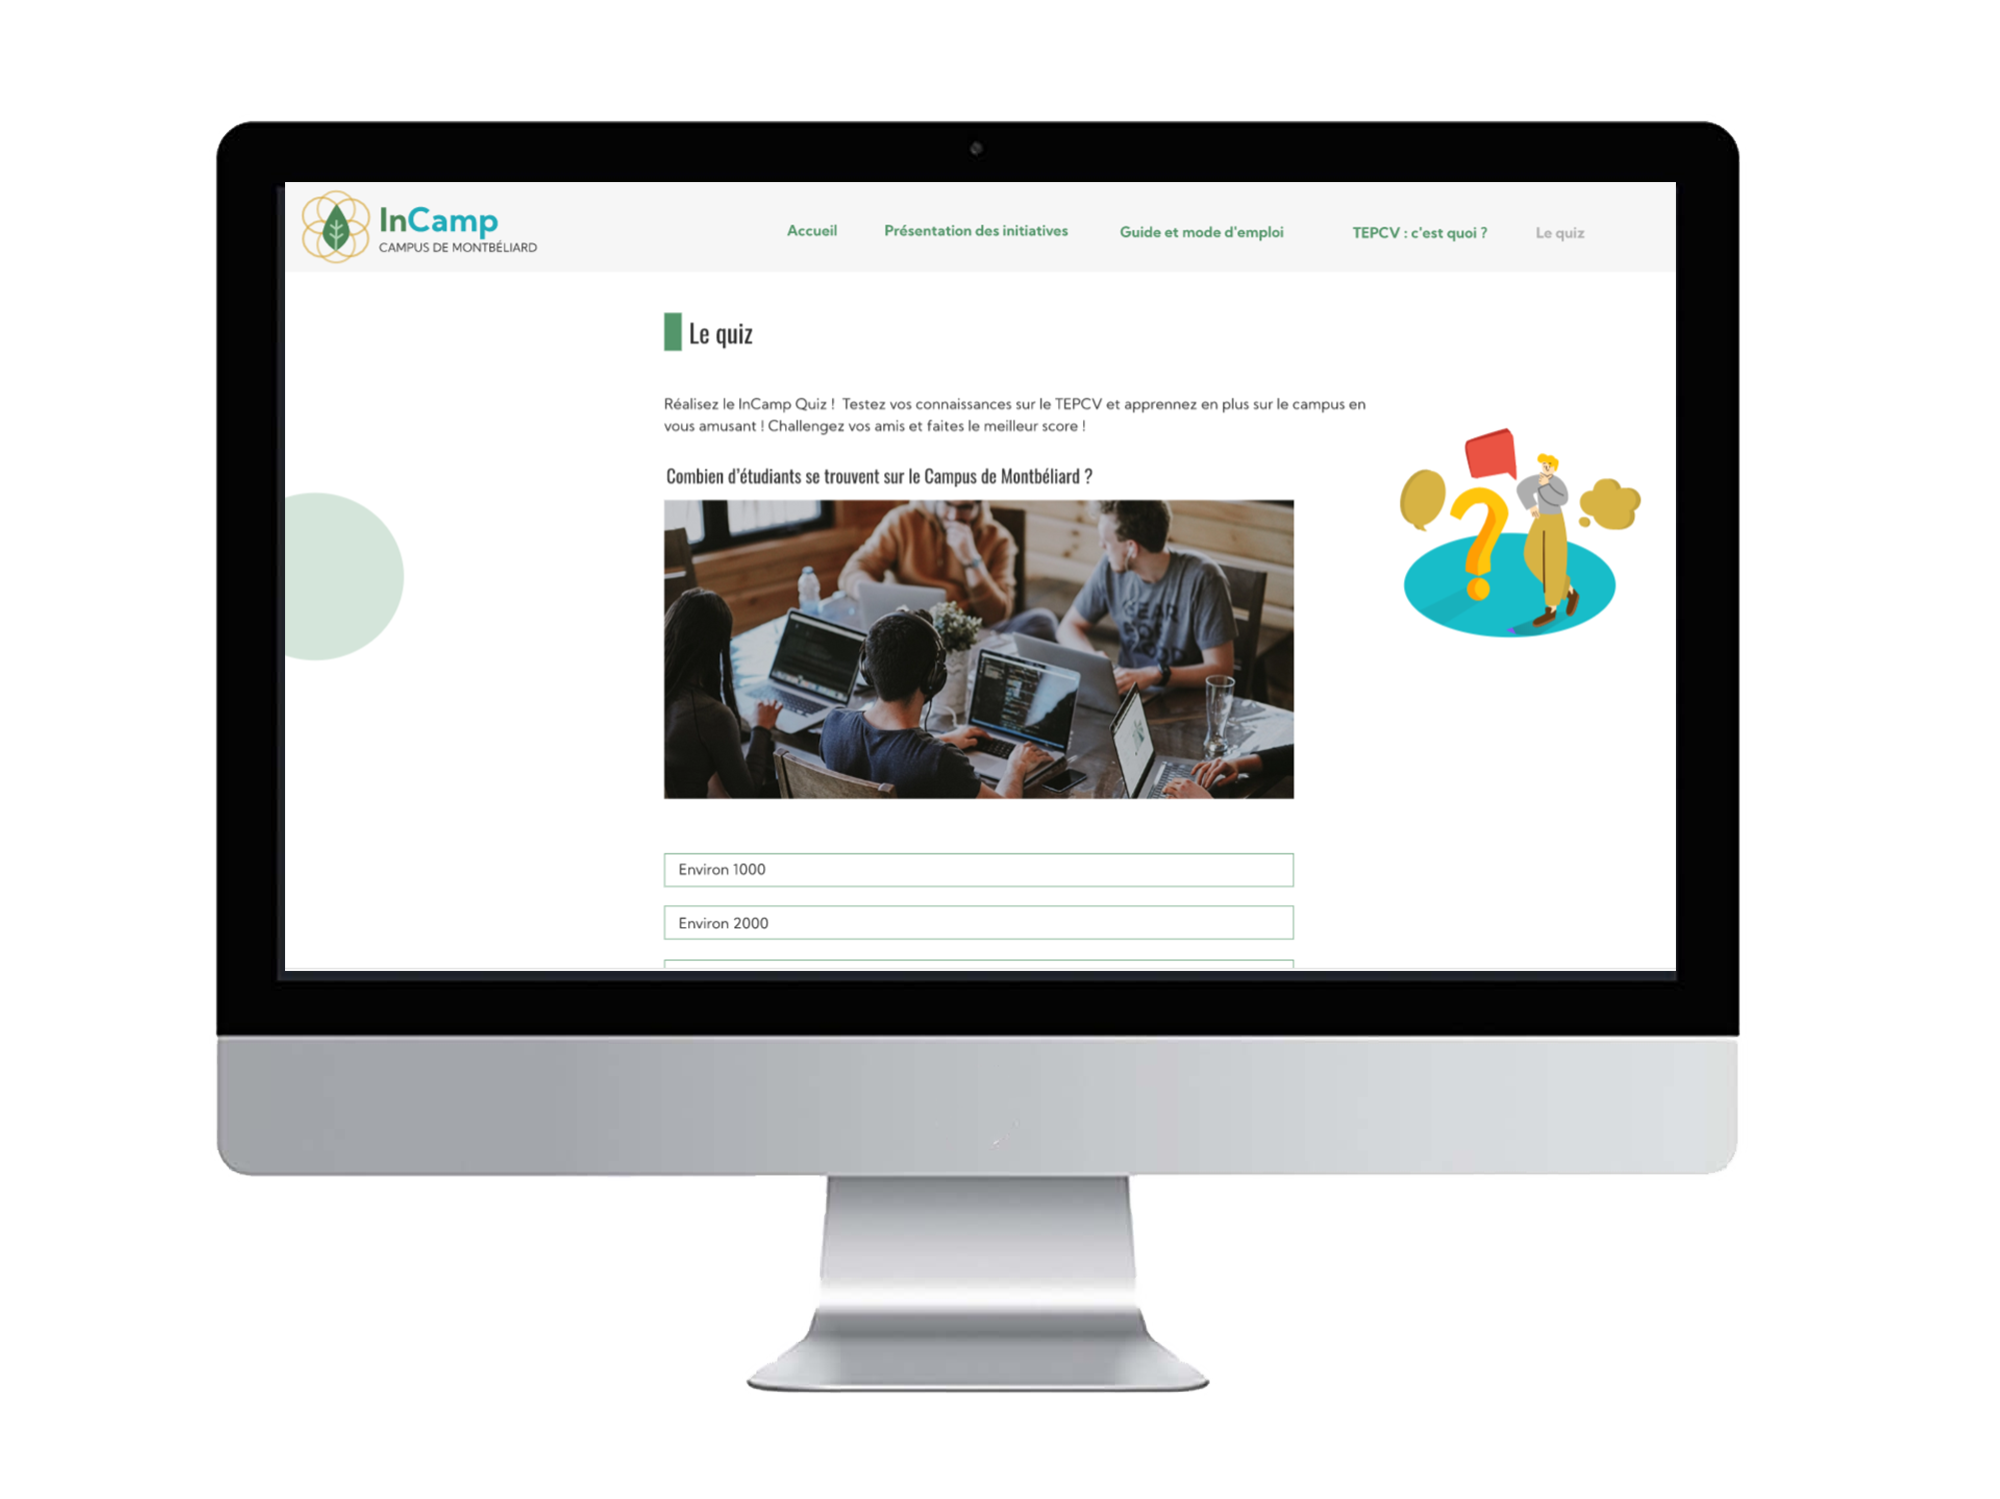 InCamp
CAMPUS DE MONTBÉLIARD
Accueil
Présentation des initiatives
Guide et mode d'emploi
TEPCV : c'est quoi ?
Le quiz
Le quiz
Réalisez le InCamp Quiz ! Testez vos connaissances sur le TEPCV et apprennez en plus sur le campus en
vous amusant ! Challengez vos amis et faites le meilleur score !
Combien d'étudiants se trouvent sur le Campus de Montbéliard ?
GEAR
Environ 1000
Environ 2000